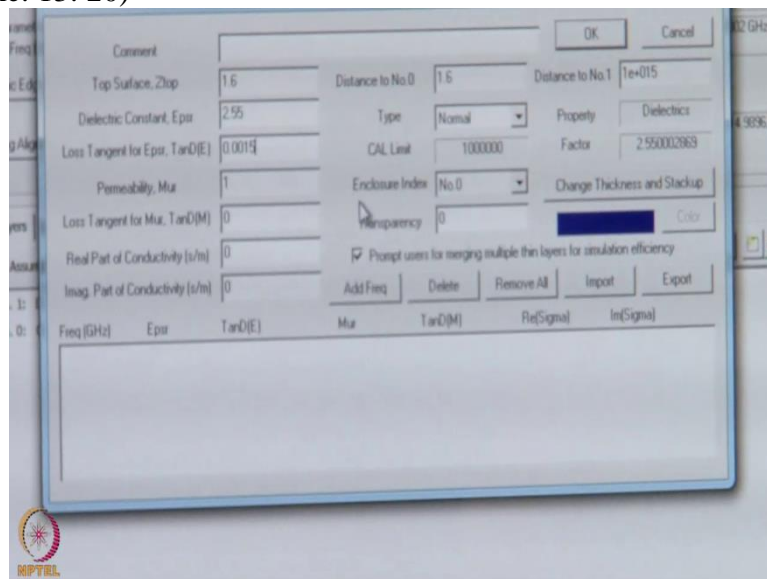 OK Cancel
Comment
Top Surface, Ztop 1.6 Distance to No.0 1.6 Distance to No.1 1e+015
Dielectric Constant, Epsr 2.55 Type Normal Property Dielectrics
Loss Tangent for Epsr, TanD(E) 0.0015 CAL Limit 1000000 Factor 2.550002869
Permeability, Mur 1 Enclosure Index No.0 Change Thickness and Stackup
Loss Tangent for Mur, TanD(M) 0 Transparency 0 Color
Real Part of Conductivity (s/m) 0 Prompt users for merging multiple thin layers for simulation efficiency
Imag. Part of Conductivity (s/m) 0 Add Freq Delete Remove All Import Export
Freq (GHz) Epsr TanD(E) Mur TanD(M) Re(Sigma) Im(Sigma)
NPTEL